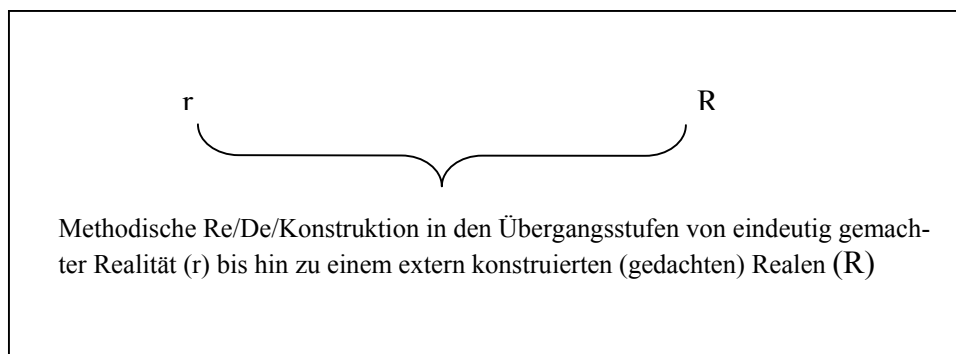 r R
Methodische Re/De/Konstruktion in den Übergangsstufen von eindeutig gemach-
ter Realität (r) bis hin zu einem extern konstruierten (gedachten) Realen (R)